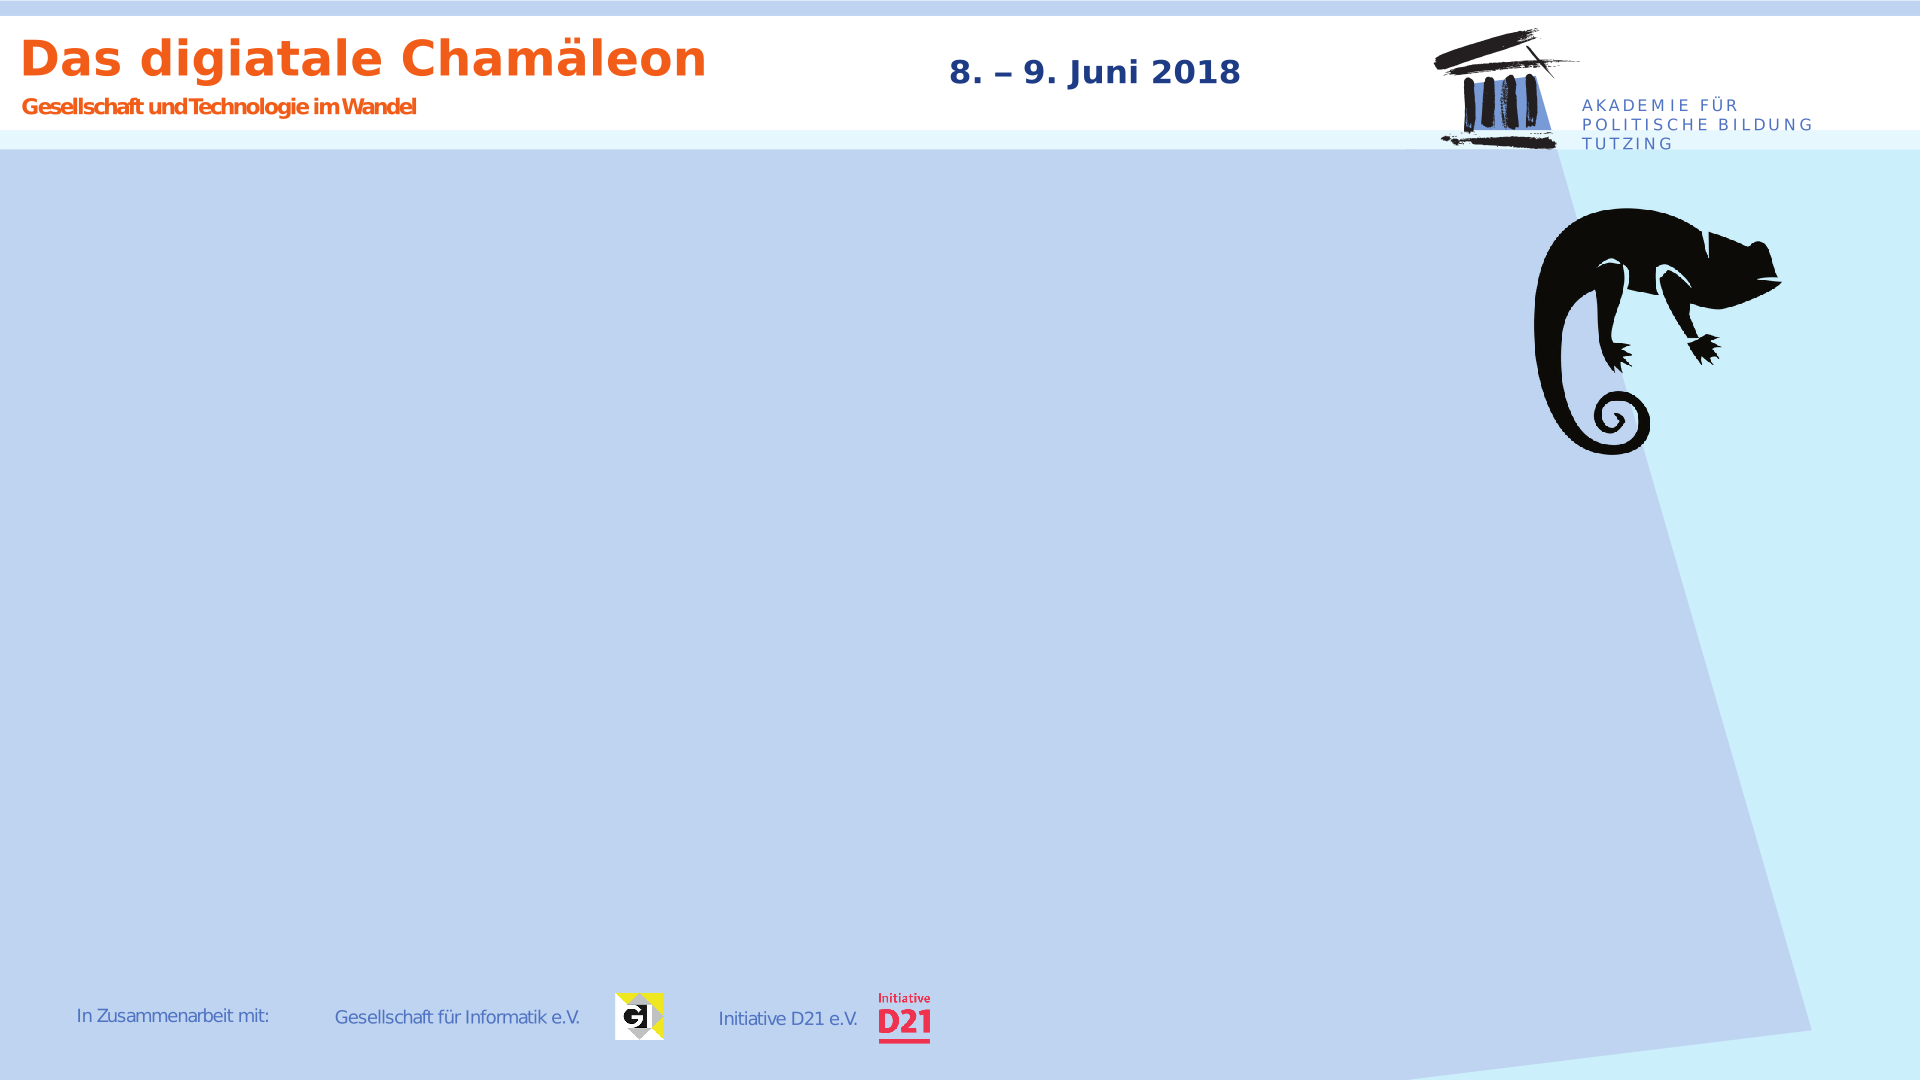 Das digiatale Chamäleon
Gesellschaft und Technologie im Wandel
8. – 9. Juni 2018
AKADEMIE FÜR
POLITISCHE BILDUNG
TUTZING
In Zusammenarbeit mit:
Gesellschaft für Informatik e.V.
GI
Initiative D21 e.V.
Initiative
D21